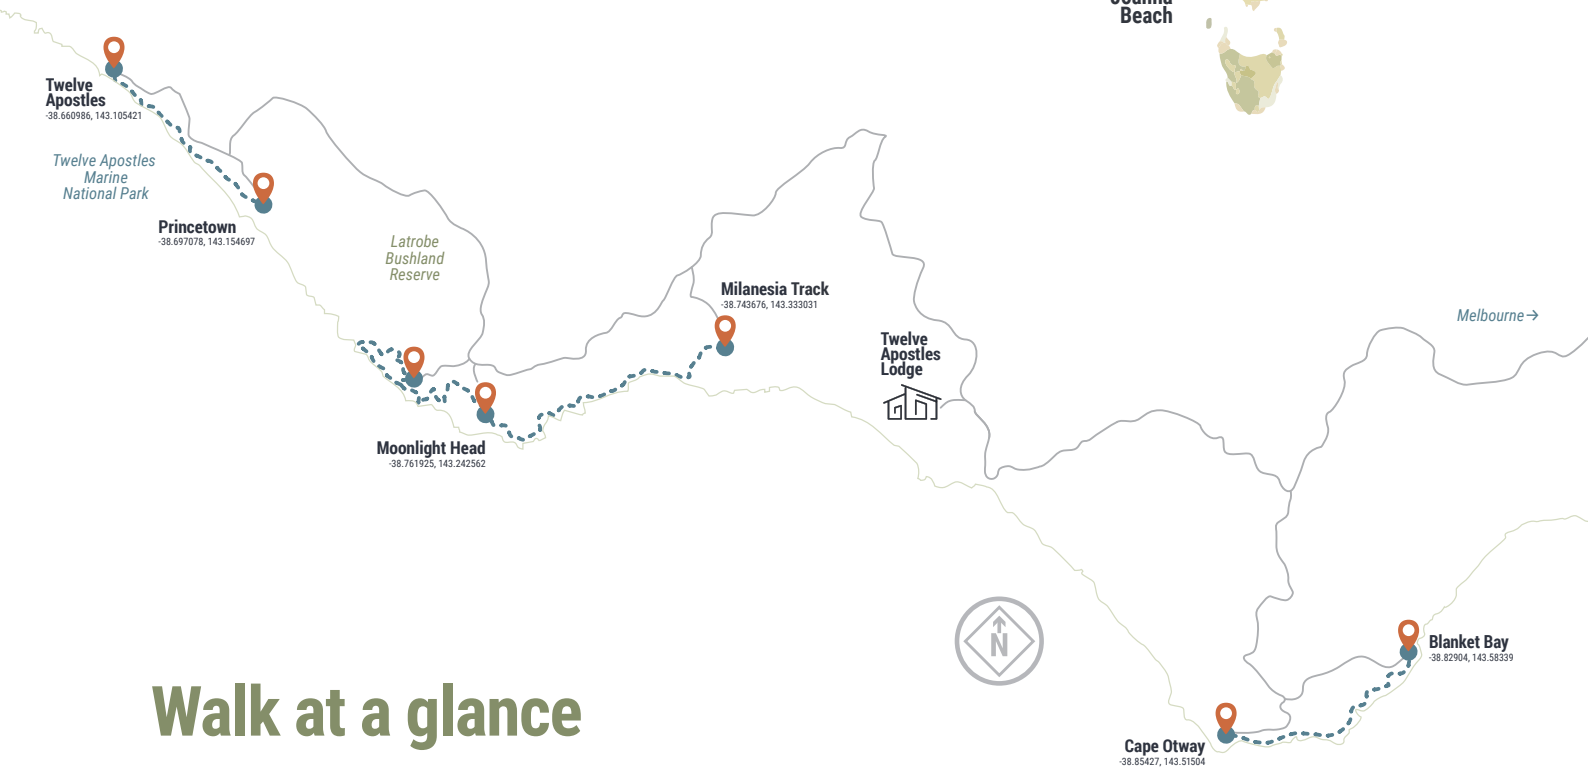 Beach
Twelve
Apostles
-38.660986, 143.105421
Twelve Apostles
Marine
National Park
Princetown
-38.697078, 143.154697
Latrobe
Bushland
Reserve
Milanesia Track
-38.743676, 143.333031
Twelve
Apostles
Lodge
Melbourne→
Moonlight Head
-38.761925, 143.242562
N
Blanket Bay
-38.82904, 143.58339
Walk at a glance
Cape Otway
-38.85427, 143.51504